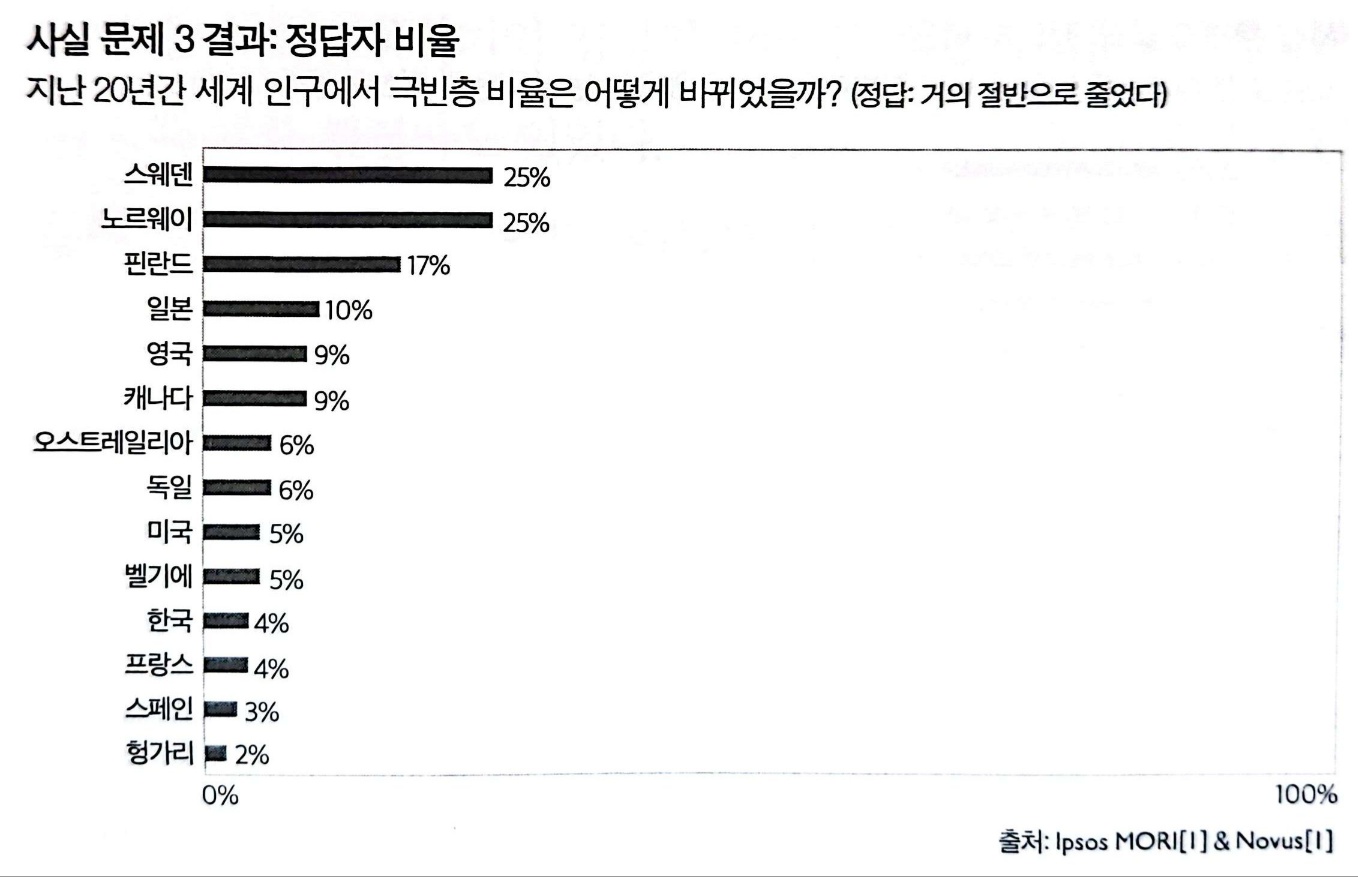 사실 문제 3 결과: 정답자 비율
지난 20년간 세계 인구에서 극빈층 비율은 어떻게 바뀌었을까? (정답: 거의 절반으로 줄었다)
스웨덴 25%
노르웨이 25%
핀란드 17%
일본 10%
영국 9%
캐나다 9%
오스트레일리아 6%
독일 6%
미국 5%
벨기에 5%
한국 4%
프랑스 4%
스페인 3%
헝가리 2%
0% 100%
출처: Ipsos MORI[1] & Novus[1]